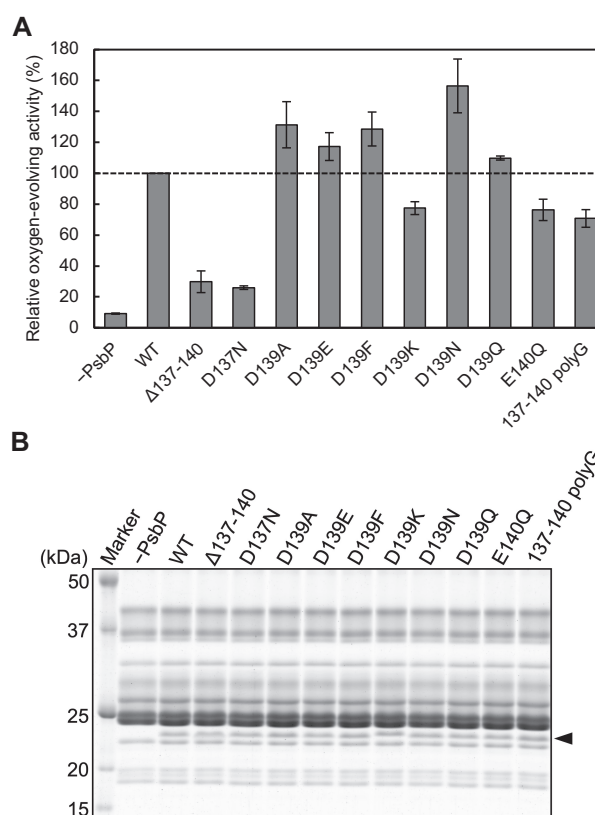 A
Relative oxygen-evolving activity (%)
180
160
140
120
100
80
60
40
20
0
–PsbP
WT
Δ137-140
D137N
D139A
D139E
D139F
D139K
D139N
D139Q
E140Q
137-140 polyG
B
(kDa)
Marker
–PsbP
WT
Δ137-140
D137N
D139A
D139E
D139F
D139K
D139N
D139Q
E140Q
137-140 polyG
50
37
25
20
15